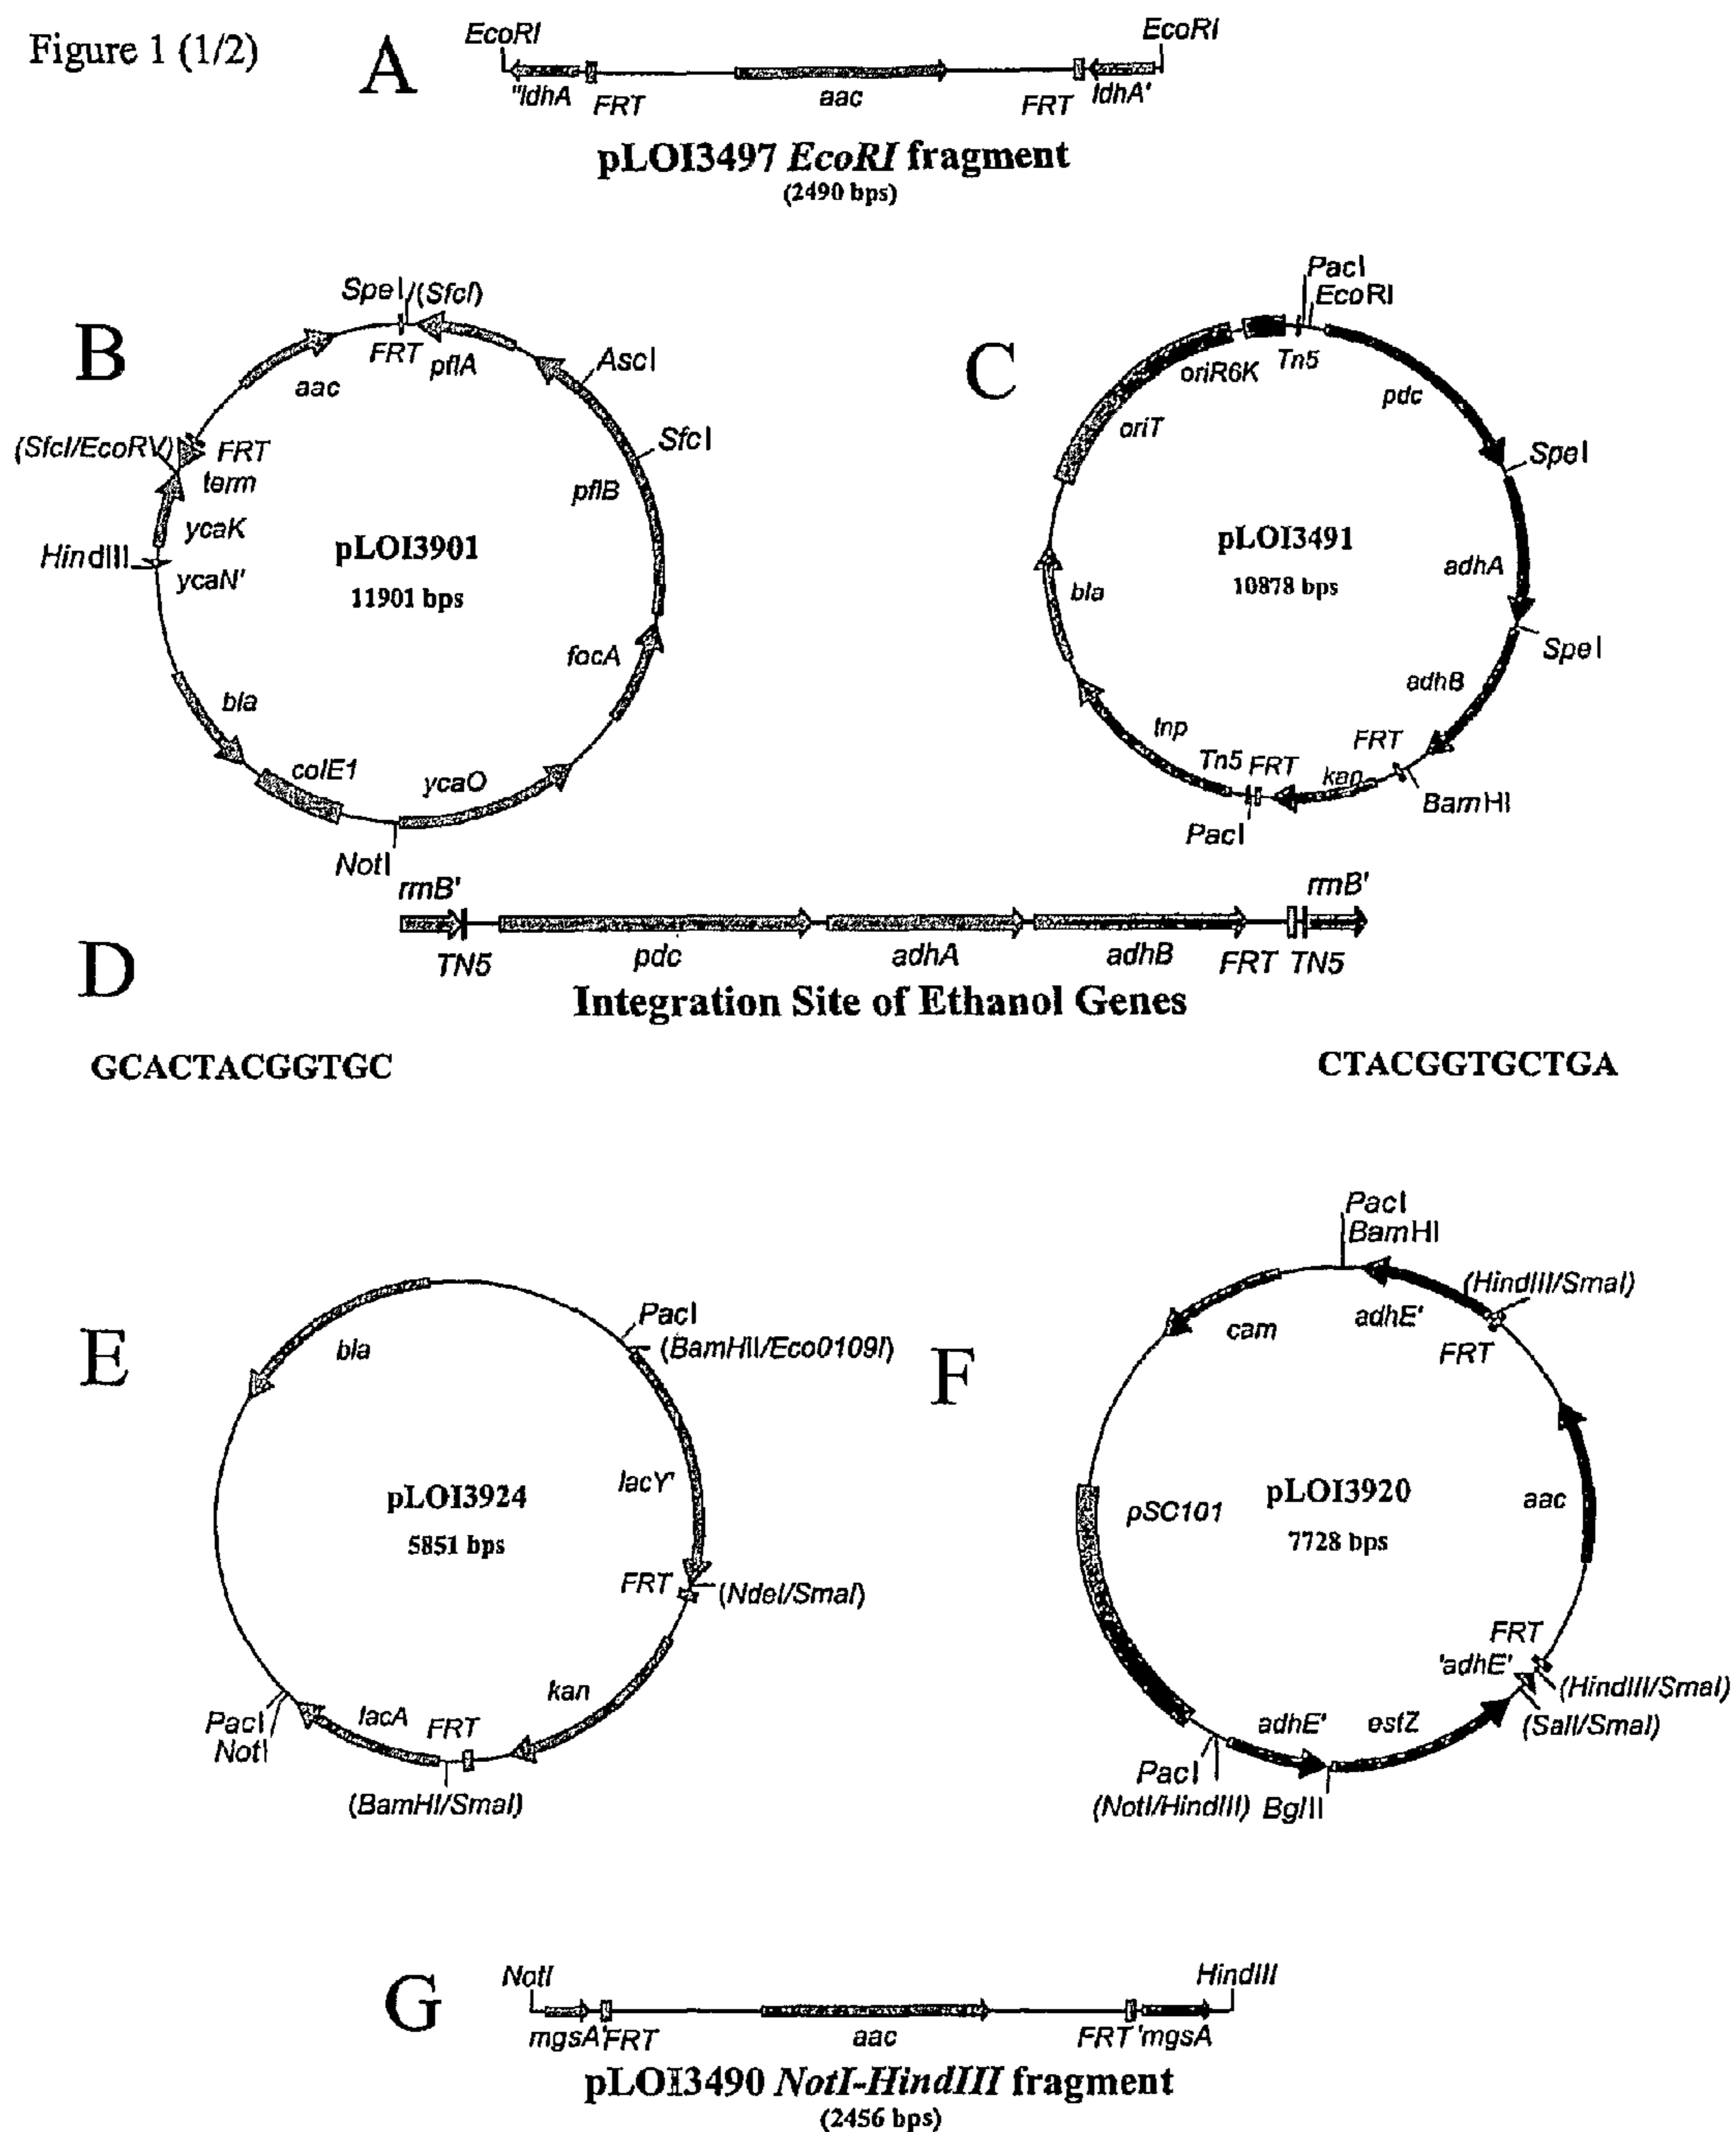 Figure 1 (1/2)
A
EcoRI
EcoRI
"ldhA
FRT
aac
FRT
ldhA'
pLOI3497 EcoRI fragment
(2490 bps)
B
SpeI/(SfcI)
FRT
pflA
AscI
SfcI
aac
(SfcI/EcoRV)
FRT
term
ycaK
HindIII
ycaN'
pflB
pLOI3901
11901 bps
focA
bla
colE1
ycaO
NotI
C
PacI
EcoRI
Tn5
oriR6K
pdc
oriT
SpeI
pLOI3491
10878 bps
adhA
bla
SpeI
adhB
tnp
FRT
Tn5 FRT
kan
BamHI
PacI
D
rrnB'
rrnB'
TN5
pdc
adhA
adhB
FRT
TN5
Integration Site of Ethanol Genes
GCACTACGGTGC
CTACGGTGCTGA
E
PacI
(BamHII/Eco0109I)
bla
lacY'
pLOI3924
5851 bps
FRT
(NdeI/SmaI)
kan
lacA
FRT
PacI
NotI
(BamHI/SmaI)
F
PacI
BamHI
(HindIII/SmaI)
adhE'
cam
FRT
pSC101
pLOI3920
7728 bps
aac
FRT
'adhE'
(HindIII/SmaI)
(SalI/SmaI)
adhE'
estZ
PacI
(NotI/HindIII)
BglII
G
NotI
HindIII
mgsA'
FRT
aac
FRT
'mgsA
pLOI3490 NotI-HindIII fragment
(2456 bps)